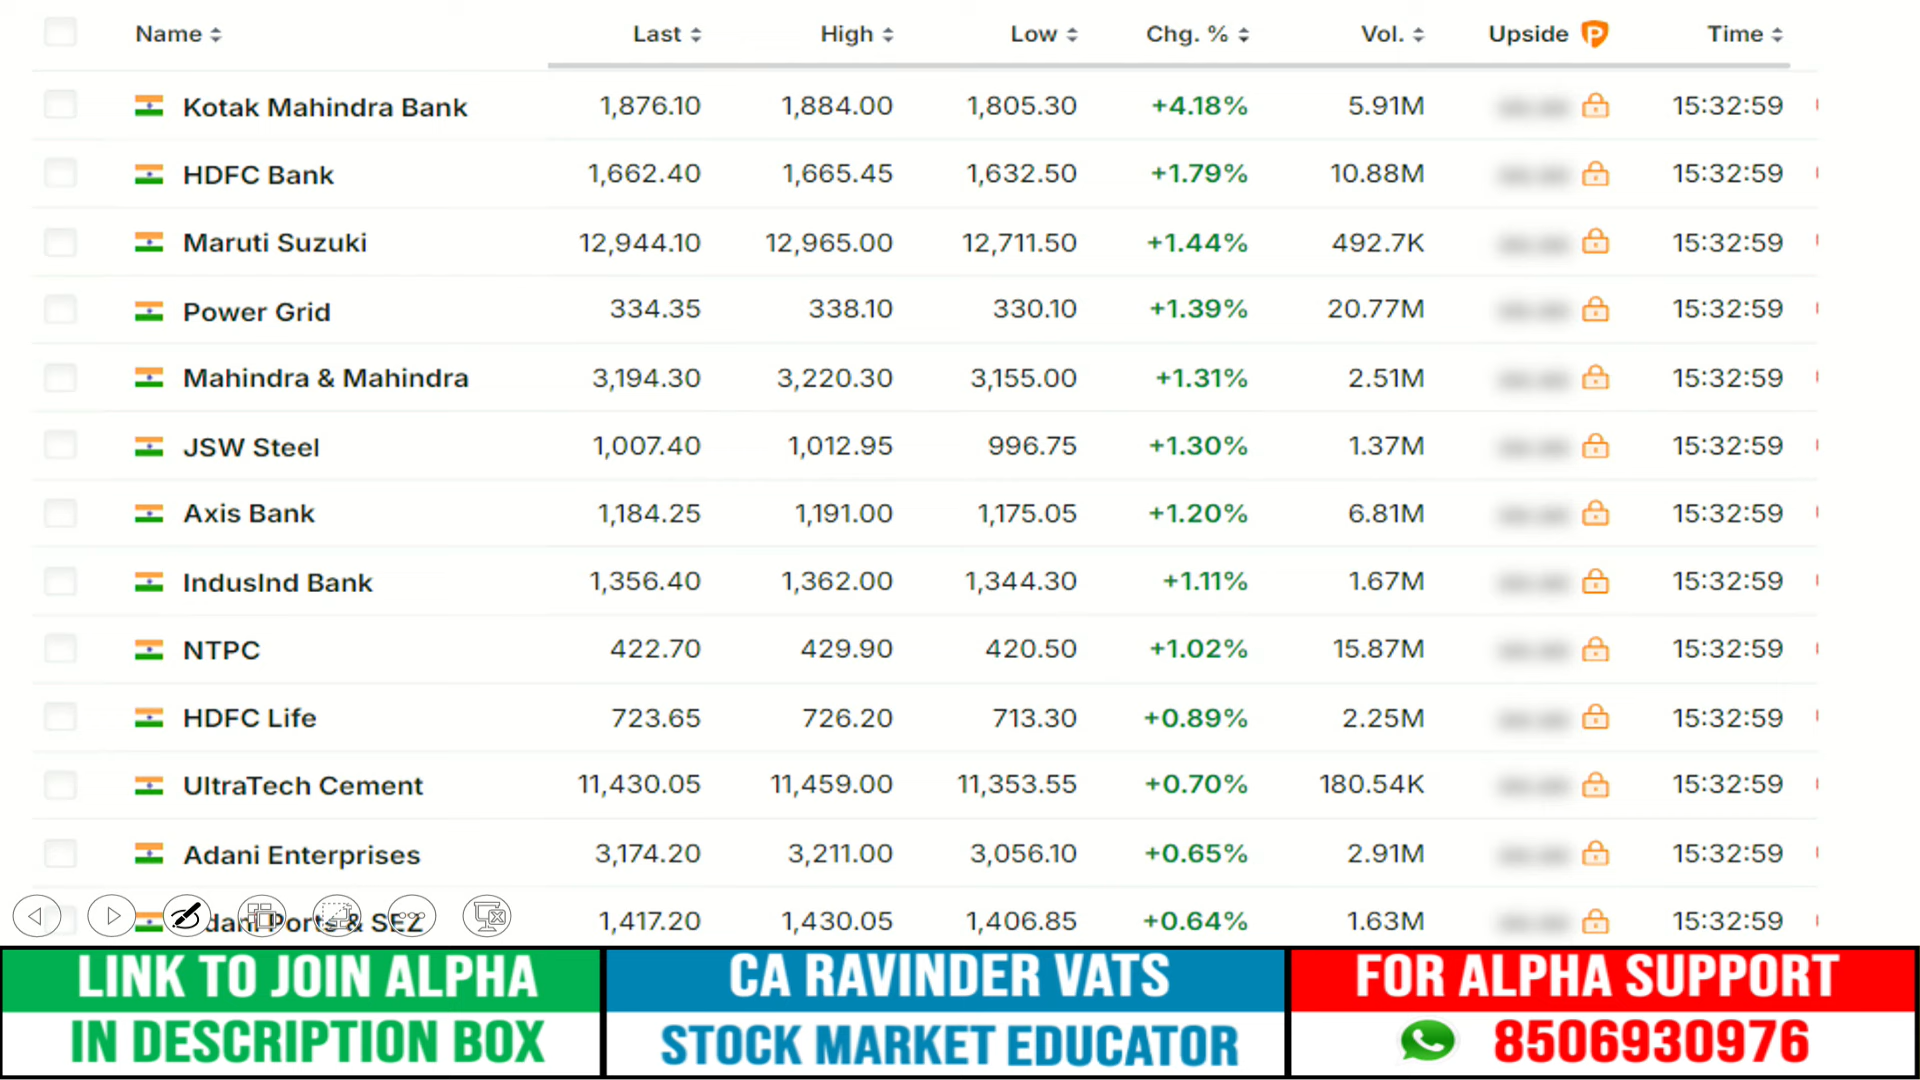 Name Last High Low Chg. % Vol. Upside P Time
Kotak Mahindra Bank 1,876.10 1,884.00 1,805.30 +4.18% 5.91M 15:32:59
HDFC Bank 1,662.40 1,665.45 1,632.50 +1.79% 10.88M 15:32:59
Maruti Suzuki 12,944.10 12,965.00 12,711.50 +1.44% 492.7K 15:32:59
Power Grid 334.35 338.10 330.10 +1.39% 20.77M 15:32:59
Mahindra & Mahindra 3,194.30 3,220.30 3,155.00 +1.31% 2.51M 15:32:59
JSW Steel 1,007.40 1,012.95 996.75 +1.30% 1.37M 15:32:59
Axis Bank 1,184.25 1,191.00 1,175.05 +1.20% 6.81M 15:32:59
IndusInd Bank 1,356.40 1,362.00 1,344.30 +1.11% 1.67M 15:32:59
NTPC 422.70 429.90 420.50 +1.02% 15.87M 15:32:59
HDFC Life 723.65 726.20 713.30 +0.89% 2.25M 15:32:59
UltraTech Cement 11,430.05 11,459.00 11,353.55 +0.70% 180.54K 15:32:59
Adani Enterprises 3,174.20 3,211.00 3,056.10 +0.65% 2.91M 15:32:59
dani Ports & SEZ 1,417.20 1,430.05 1,406.85 +0.64% 1.63M 15:32:59
LINK TO JOIN ALPHA
IN DESCRIPTION BOX
CA RAVINDER VATS
STOCK MARKET EDUCATOR
FOR ALPHA SUPPORT
8506930976